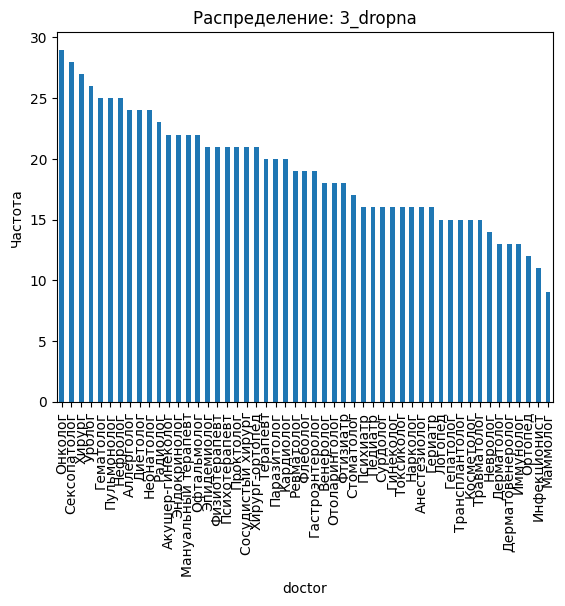 Распределение: 3_dropna
Частота
30
25
20
15
10
5
0
Онколог
Сексопатолог
Хирург
Уролог
Гематолог
Пульмонолог
Нефролог
Аллерголог
Диетолог
Неонатолог
Радиолог
Акушер-гинеколог
Эндокринолог
Мануальный терапевт
Офтальмолог
Эпидемиолог
Физиотерапевт
Психотерапевт
Проктолог
Сосудистый хирург
Хирург-ортопед
Терапевт
Паразитолог
Кардиолог
Ревматолог
Флеболог
Гастроэнтеролог
Венеролог
Отоларинголог
Фтизиатр
Стоматолог
Психиатр
Педиатр
Сурдолог
Гинеколог
Токсиколог
Нарколог
Анестезиолог
Гериатр
Логопед
Гепатолог
Трансплантолог
Косметолог
Травматолог
Невролог
Дерматолог
Дерматовенеролог
Иммунолог
Ортопед
Инфекционист
Маммолог
doctor